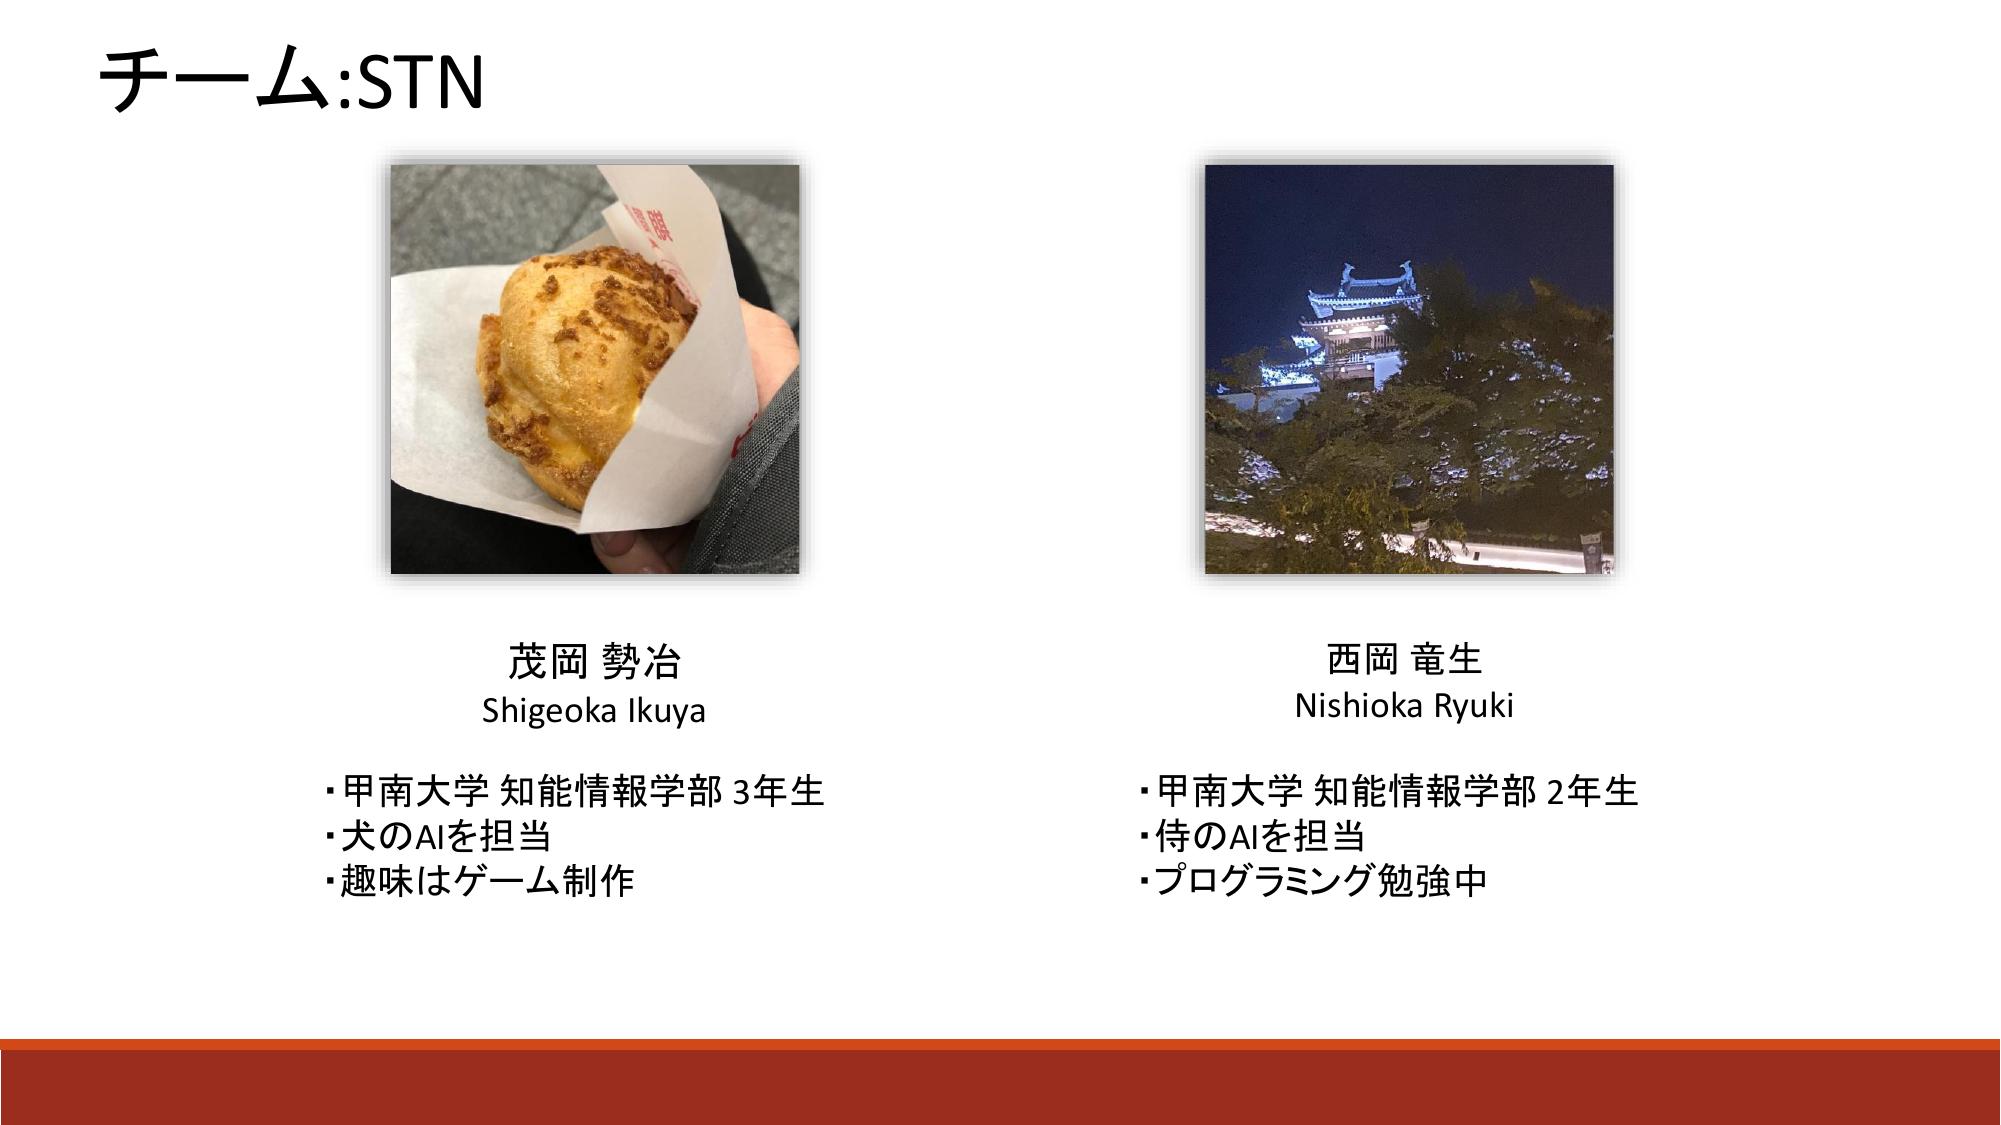 チーム:STN
茂岡 勢冶
Shigeoka Ikuya
・甲南大学 知能情報学部 3年生
・犬のAIを担当
・趣味はゲーム制作
西岡 竜生
Nishioka Ryuki
・甲南大学 知能情報学部 2年生
・侍のAIを担当
・プログラミング勉強中